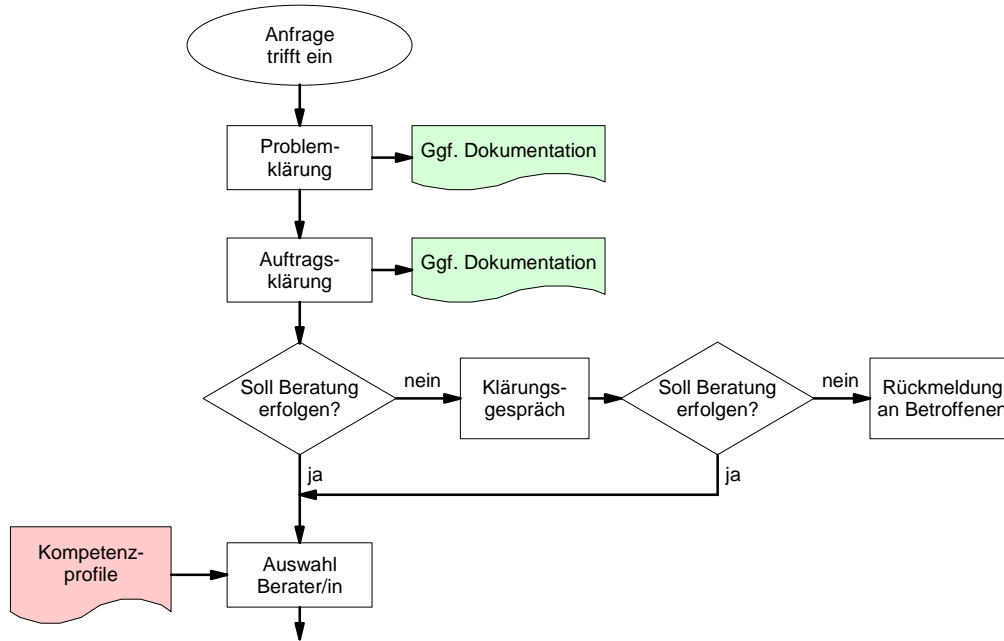 Anfrage
trifft ein
Problem-
klärung
Ggf. Dokumentation
Auftrags-
klärung
Ggf. Dokumentation
Soll Beratung
erfolgen?
nein
Klärungs-
gespräch
Soll Beratung
erfolgen?
nein
Rückmeldung
an Betroffenen
ja
ja
Kompetenz-
profile
Auswahl
Berater/in